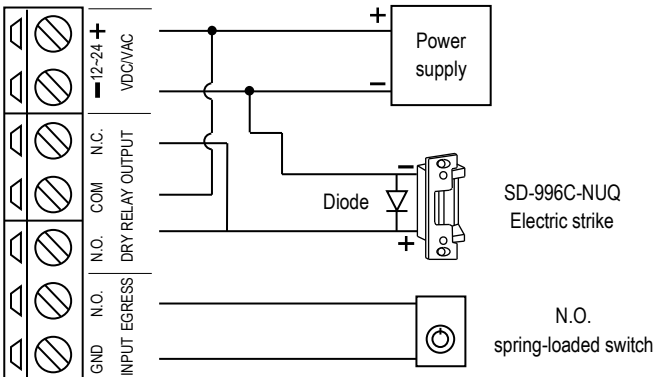 12~24
VDC/VAC
N.C.
COM
N.O.
DRY RELAY OUTPUT
N.O.
GND
INPUT EGRESS
+
−
Power
supply
Diode
−
+
SD-996C-NUQ
Electric strike
N.O.
spring-loaded switch
+
−